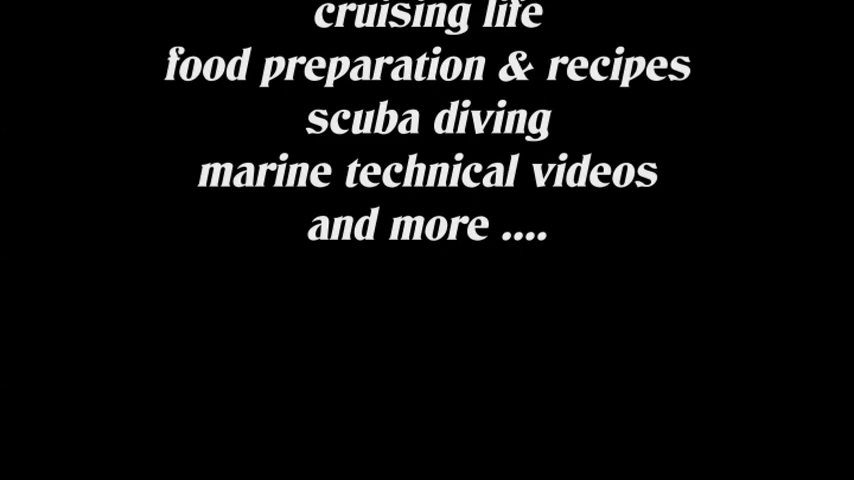 cruising life
food preparation & recipes
scuba diving
marine technical videos
and more ....